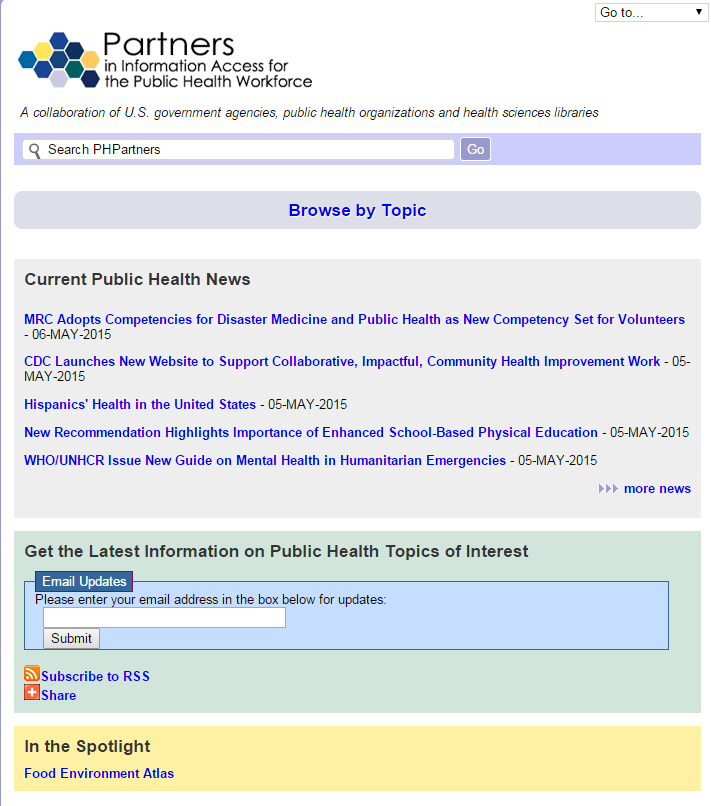 Go to...
Partners
in Information Access for
the Public Health Workforce
A collaboration of U.S. government agencies, public health organizations and health sciences libraries
Search PHPartners Go
Browse by Topic
Current Public Health News
MRC Adopts Competencies for Disaster Medicine and Public Health as New Competency Set for Volunteers
- 06-MAY-2015
CDC Launches New Website to Support Collaborative, Impactful, Community Health Improvement Work - 05-
MAY-2015
Hispanics' Health in the United States - 05-MAY-2015
New Recommendation Highlights Importance of Enhanced School-Based Physical Education - 05-MAY-2015
WHO/UNHCR Issue New Guide on Mental Health in Humanitarian Emergencies - 05-MAY-2015
more news
Get the Latest Information on Public Health Topics of Interest
Email Updates
Please enter your email address in the box below for updates:
Submit
Subscribe to RSS
Share
In the Spotlight
Food Environment Atlas